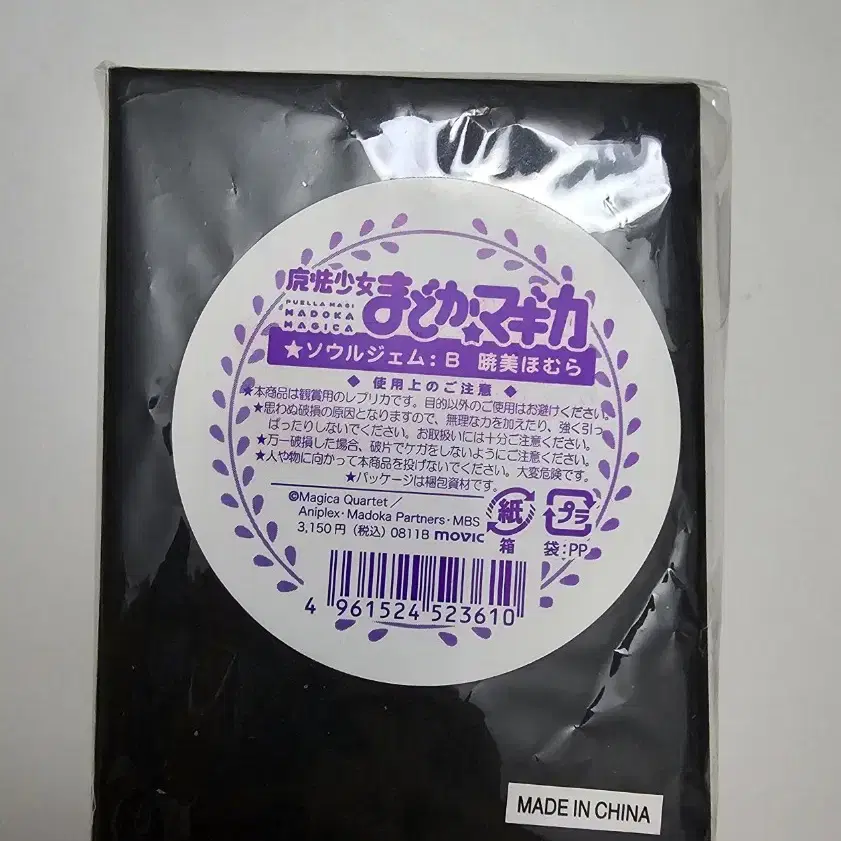 魔法少女
まどか★マギカ
PUELLA MAGI
MADOKA
MAGICA
★ソウルジェム：B 暁美ほむら
◆ 使用上のご注意 ◆
★本商品は観賞用のレプリカです。目的以外のご使用はお避けください。
★思わぬ破損の原因となりますので、無理な力を加えたり、強く引っ
ぱったりしないでください。お取扱いには十分ご注意ください。
★万一破損した場合、破片でケガをしないようにご注意ください。
★人や物に向かって本商品を投げないでください。大変危険です。
★パッケージは梱包資材です。
©Magica Quartet／
Aniplex・Madoka Partners・MBS
3,150円（税込）0811B movic
紙
箱
プラ
袋：PP
4 961524 523610
MADE IN CHINA